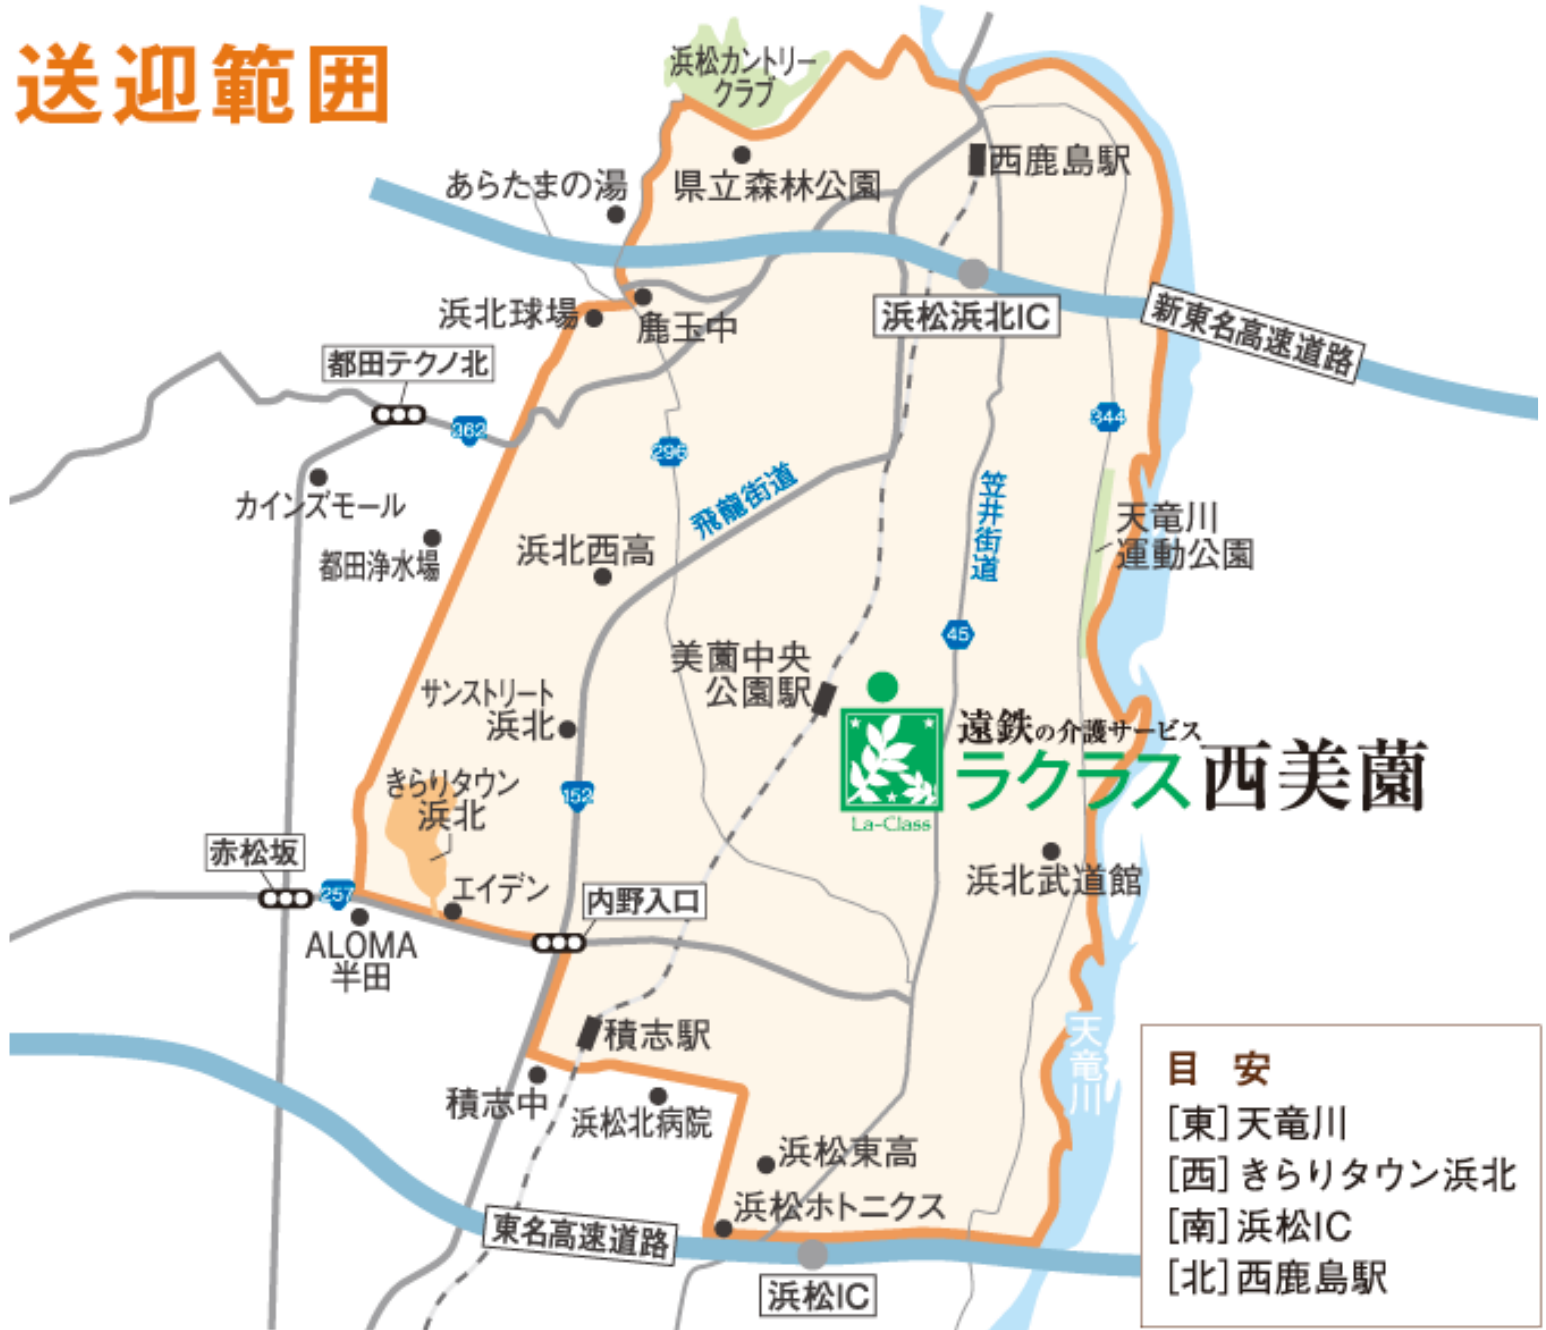 送迎範囲
浜松カントリー
クラブ
あらたまの湯
県立森林公園
西鹿島駅
浜北球場
鹿玉中
浜松浜北IC
新東名高速道路
都田テクノ北
362
296
344
カインズモール
都田浄水場
浜北西高
飛龍街道
笠井街道
天竜川
運動公園
45
美薗中央
公園駅
サンストリート
浜北
遠鉄の介護サービス
ラクラス西美薗
La-Class
きらりタウン
浜北
152
赤松坂
257
エイデン
内野入口
浜北武道館
ALOMA
半田
積志駅
天竜川
積志中
浜松北病院
浜松東高
浜松ホトニクス
東名高速道路
浜松IC
目 安
[東]天竜川
[西]きらりタウン浜北
[南]浜松IC
[北]西鹿島駅